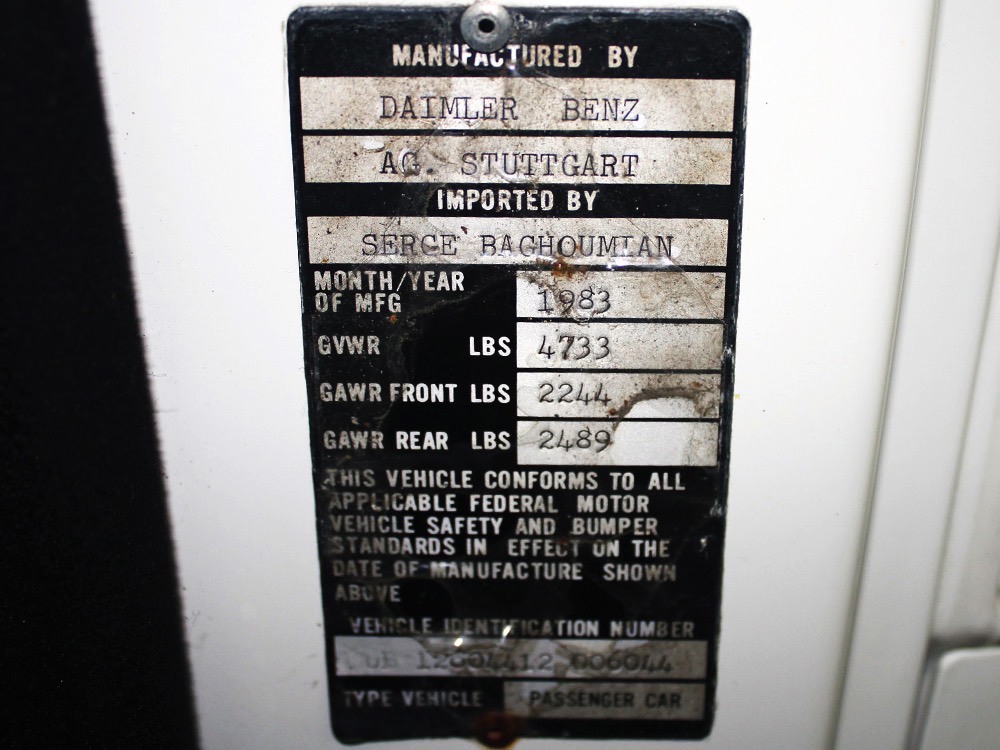 MANUFACTURED BY
DAIMLER BENZ
AG. STUTTGART
IMPORTED BY
SERGE BAGHOUMIAN
MONTH/YEAR
OF MFG 1983
GVWR LBS 4733
GAWR FRONT LBS 2244
GAWR REAR LBS 2489
THIS VEHICLE CONFORMS TO ALL
APPLICABLE FEDERAL MOTOR
VEHICLE SAFETY AND BUMPER
STANDARDS IN EFFECT ON THE
DATE OF MANUFACTURE SHOWN
ABOVE
VEHICLE IDENTIFICATION NUMBER
006044
TYPE VEHICLE PASSENGER CAR